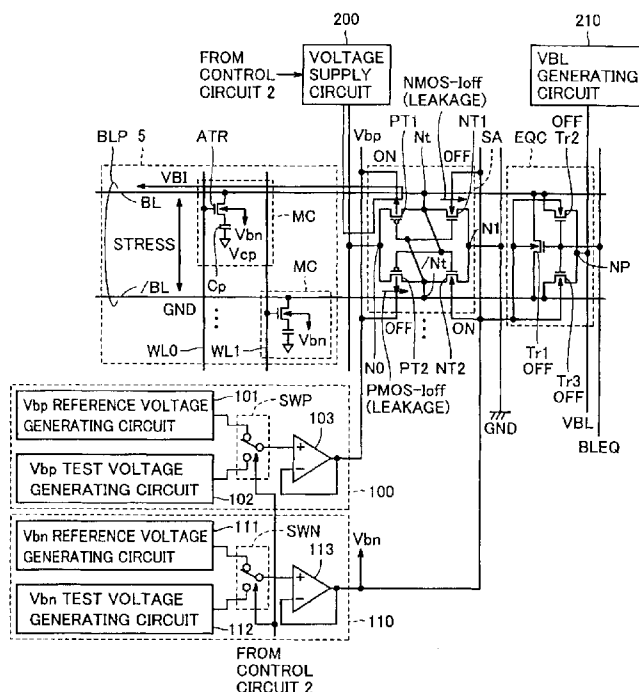 200
210
FROM
CONTROL
CIRCUIT 2
VOLTAGE
SUPPLY
CIRCUIT
NMOS-Ioff
(LEAKAGE)
VBL
GENERATING
CIRCUIT
BLP 5
ATR
Vbp
PT1
Nt
NT1
SA
EQC
OFF
Tr2
ON
OFF
VBI
BL
MC
Vbn
Vcp
N1
STRESS
Cp
MC
Nt
NP
/BL
GND
Vbn
OFF
ON
WL0
WL1
N0
PT2
NT2
Tr1
OFF
Tr3
OFF
PMOS-Ioff
(LEAKAGE)
GND
VBL
BLEQ
101
SWP
Vbp REFERENCE VOLTAGE
GENERATING CIRCUIT
103
Vbp TEST VOLTAGE
GENERATING CIRCUIT
102
100
111
SWN
Vbn
Vbn REFERENCE VOLTAGE
GENERATING CIRCUIT
113
Vbn TEST VOLTAGE
GENERATING CIRCUIT
112
110
FROM
CONTROL
CIRCUIT 2